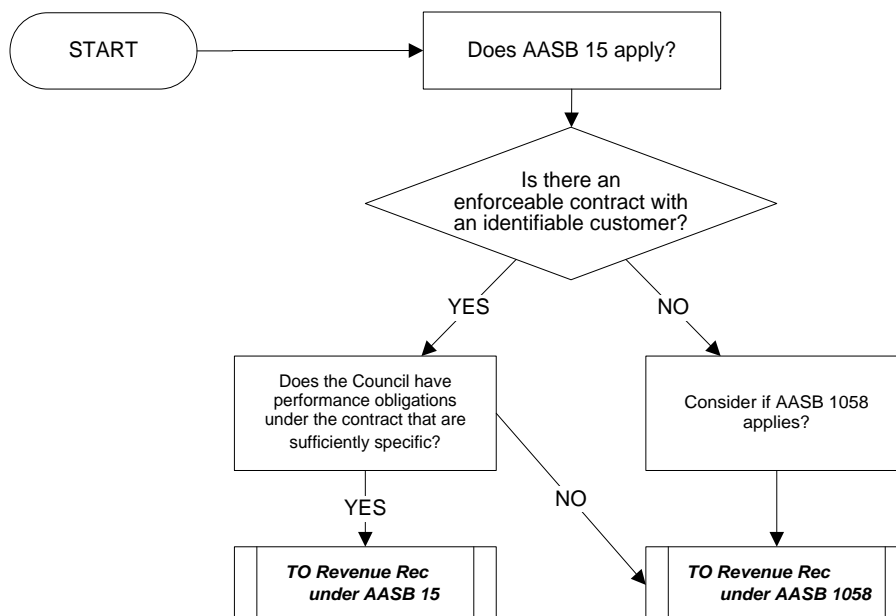 START
Does AASB 15 apply?
Is there an
enforceable contract with
an identifiable customer?
YES
NO
Does the Council have
performance obligations
under the contract that are
sufficiently specific?
Consider if AASB 1058
applies?
YES
NO
TO Revenue Rec
under AASB 15
TO Revenue Rec
under AASB 1058